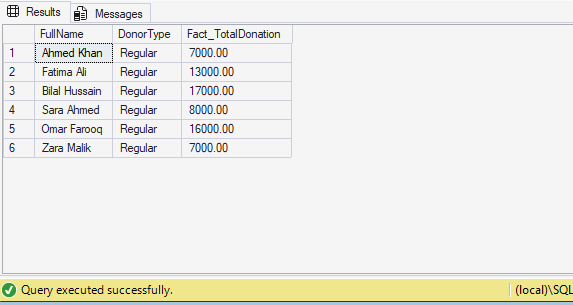 Results Messages
FullName DonorType Fact_TotalDonation
1 Ahmed Khan Regular 7000.00
2 Fatima Ali Regular 13000.00
3 Bilal Hussain Regular 17000.00
4 Sara Ahmed Regular 8000.00
5 Omar Farooq Regular 16000.00
6 Zara Malik Regular 7000.00
Query executed successfully. (local)\SQL